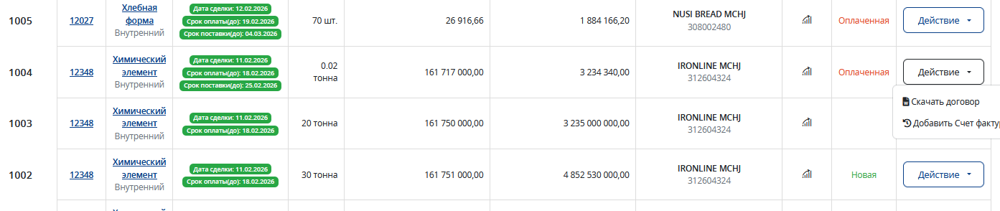 1005
12027
Хлебная
форма
Внутренний
Дата сделки: 12.02.2026
Срок оплаты(до): 19.02.2026
Срок поставки(до): 04.03.2026
70 шт.
26 916,66
1 884 166,20
NUSI BREAD MCHJ
308002480
Оплаченная
Действие
1004
12348
Химический
элемент
Внутренний
Дата сделки: 11.02.2026
Срок оплаты(до): 18.02.2026
Срок поставки(до): 25.02.2026
0.02
тонна
161 717 000,00
3 234 340,00
IRONLINE MCHJ
312604324
Оплаченная
Действие
Скачать договор
Добавить Счет фактур
1003
12348
Химический
элемент
Внутренний
Дата сделки: 11.02.2026
Срок оплаты(до): 18.02.2026
20 тонна
161 750 000,00
3 235 000 000,00
IRONLINE MCHJ
312604324
1002
12348
Химический
элемент
Внутренний
Дата сделки: 11.02.2026
Срок оплаты(до): 18.02.2026
30 тонна
161 751 000,00
4 852 530 000,00
IRONLINE MCHJ
312604324
Новая
Действие